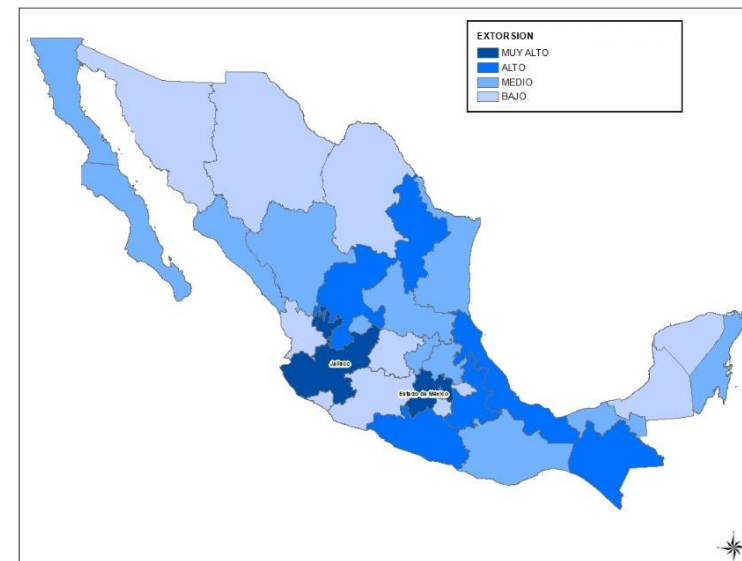 EXTORSION
MUY ALTO
ALTO
MEDIO
BAJO
Jalisco
Estado de México